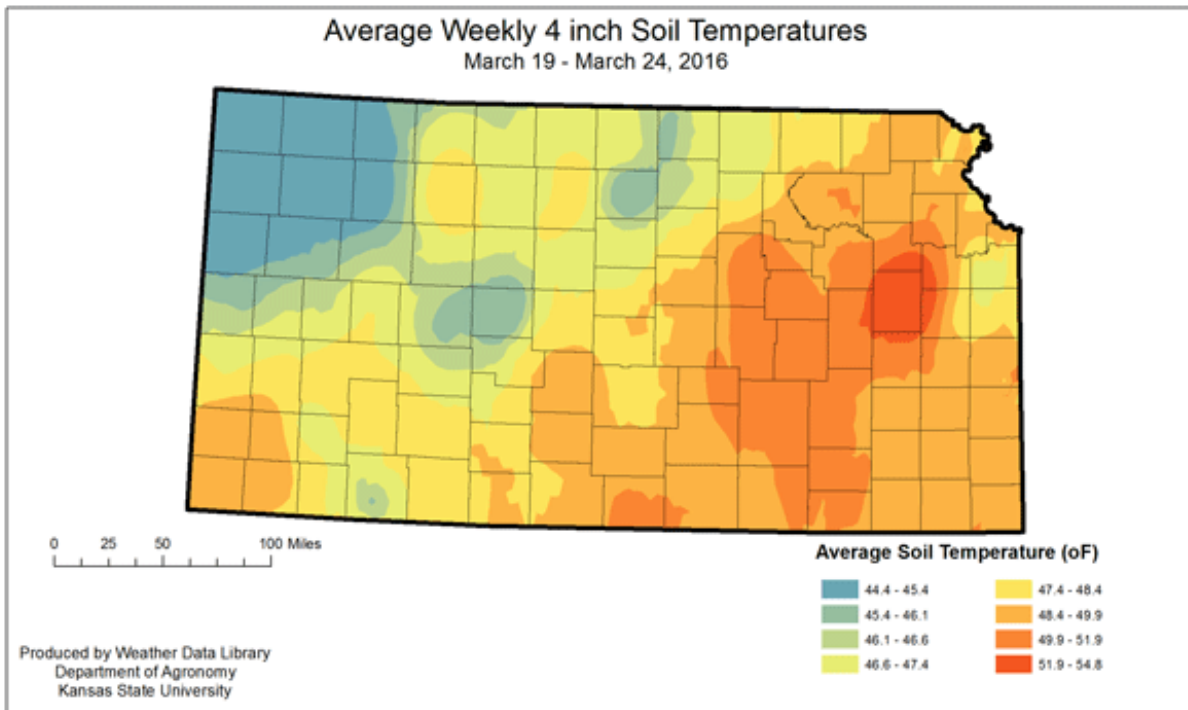 Average Weekly 4 inch Soil Temperatures
March 19 - March 24, 2016
0 25 50 100 Miles
Average Soil Temperature (oF)
44.4 - 45.4
45.4 - 46.1
46.1 - 46.6
46.6 - 47.4
47.4 - 48.4
48.4 - 49.9
49.9 - 51.9
51.9 - 54.8
Produced by Weather Data Library
Department of Agronomy
Kansas State University